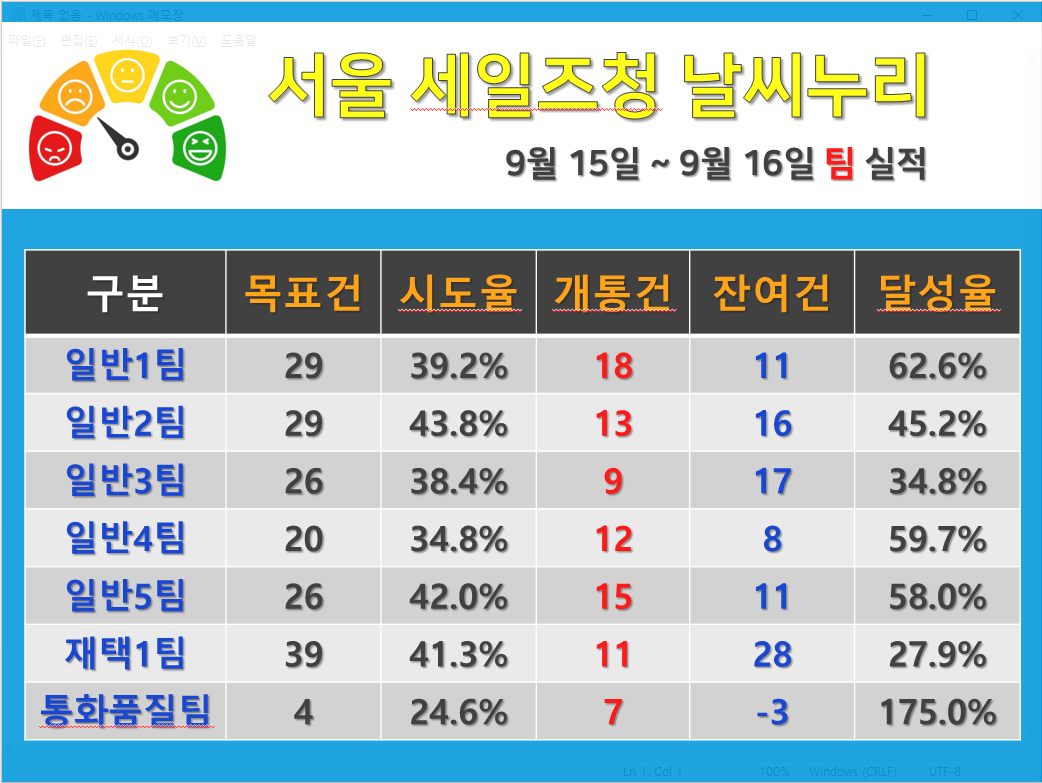 제목 없음 - Windows 메모장
파일(F) 편집(E) 서식(O) 보기(V) 도움말
서울 세일즈청 날씨누리
9월 15일 ~ 9월 16일 팀 실적
구분 목표건 시도율 개통건 잔여건 달성율
일반1팀 29 39.2% 18 11 62.6%
일반2팀 29 43.8% 13 16 45.2%
일반3팀 26 38.4% 9 17 34.8%
일반4팀 20 34.8% 12 8 59.7%
일반5팀 26 42.0% 15 11 58.0%
재택1팀 39 41.3% 11 28 27.9%
통화품질팀 4 24.6% 7 -3 175.0%
Ln 1, Col 1 100% Windows (CRLF) UTF-8